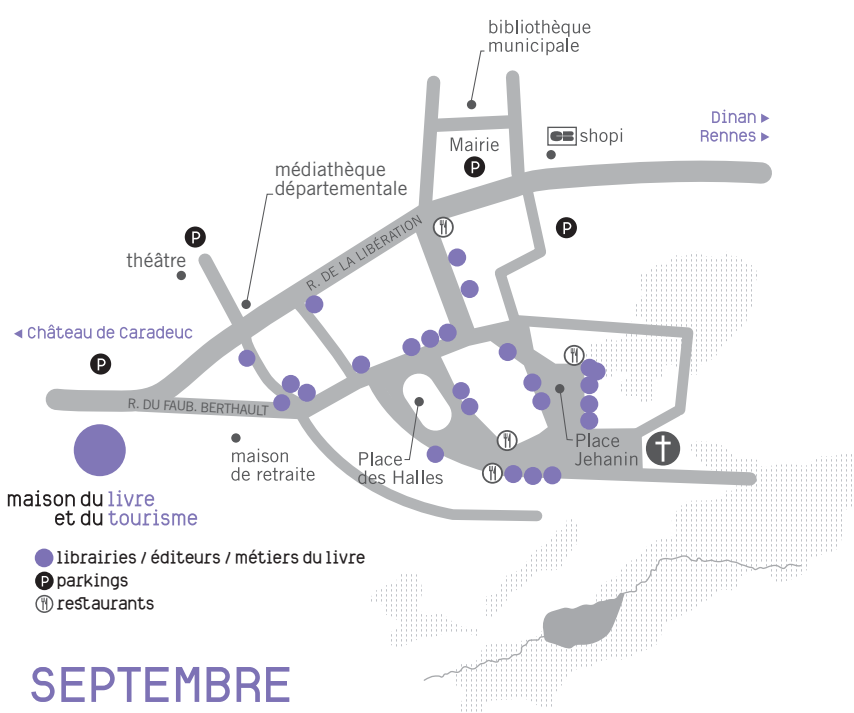 bibliothèque
municipale
Dinan ►
Rennes ►
CB shopi
Mairie
P
médiathèque
départementale
R. DE LA LIBÉRATION
P
P
théâtre
◄ Château de Caradeuc
P
R. DU FAUB. BERTHAULT
maison
de retraite
Place
des Halles
Place
Jehanin
maison du livre
et du tourisme
librairies / éditeurs / métiers du livre
P parkings
restaurants
SEPTEMBRE